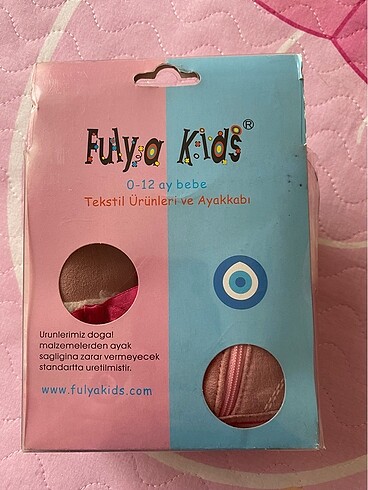 Fulya Kids®
0-12 ay bebe
Tekstil Ürünleri ve Ayakkabı
Urunlerimiz dogal
malzemelerden ayak
sagligina zarar vermeyecek
standartta uretilmistir.
www.fulyakids.com